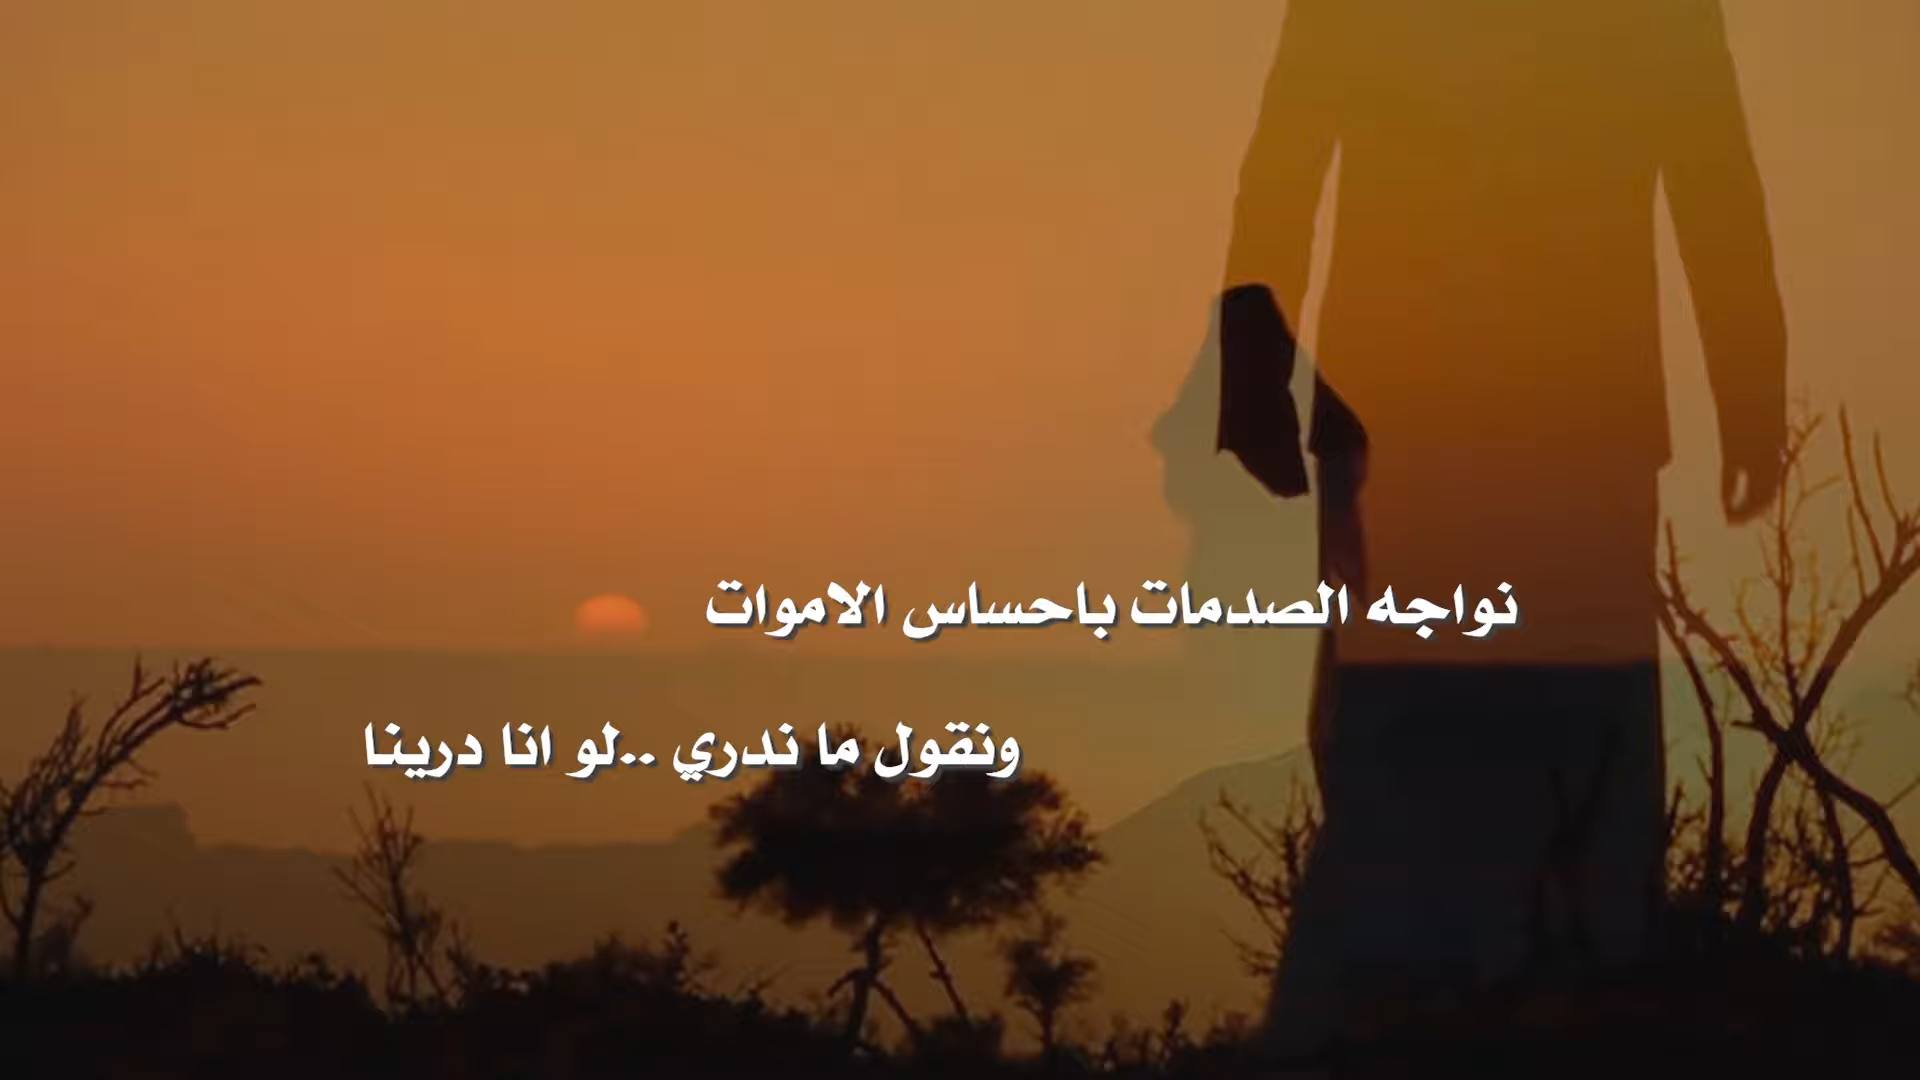 نواجه الصدمات باحساس الاموات
ونقول ما ندري ..لو انا درينا